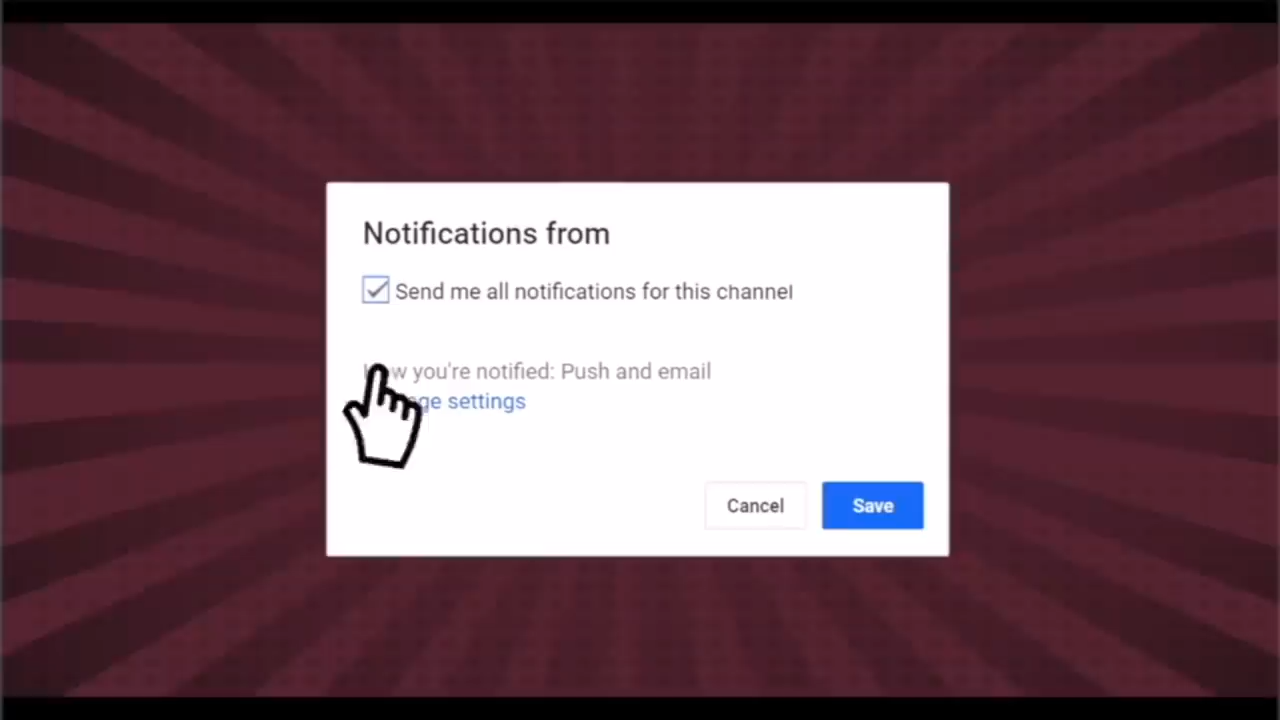 Notifications from
Send me all notifications for this channel
you're notified: Push and email
settings
Cancel
Save